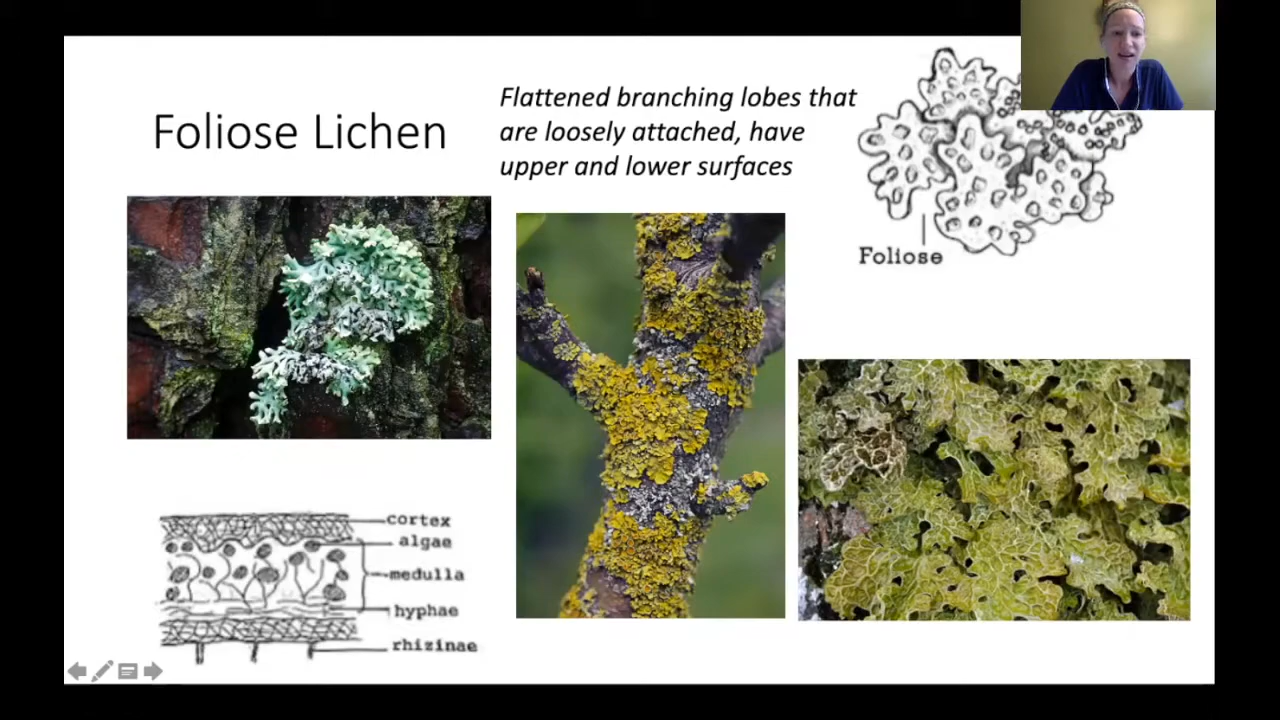 Foliose Lichen
Flattened branching lobes that
are loosely attached, have
upper and lower surfaces
Foliose
cortex
algae
medulla
hyphae
rhizinae